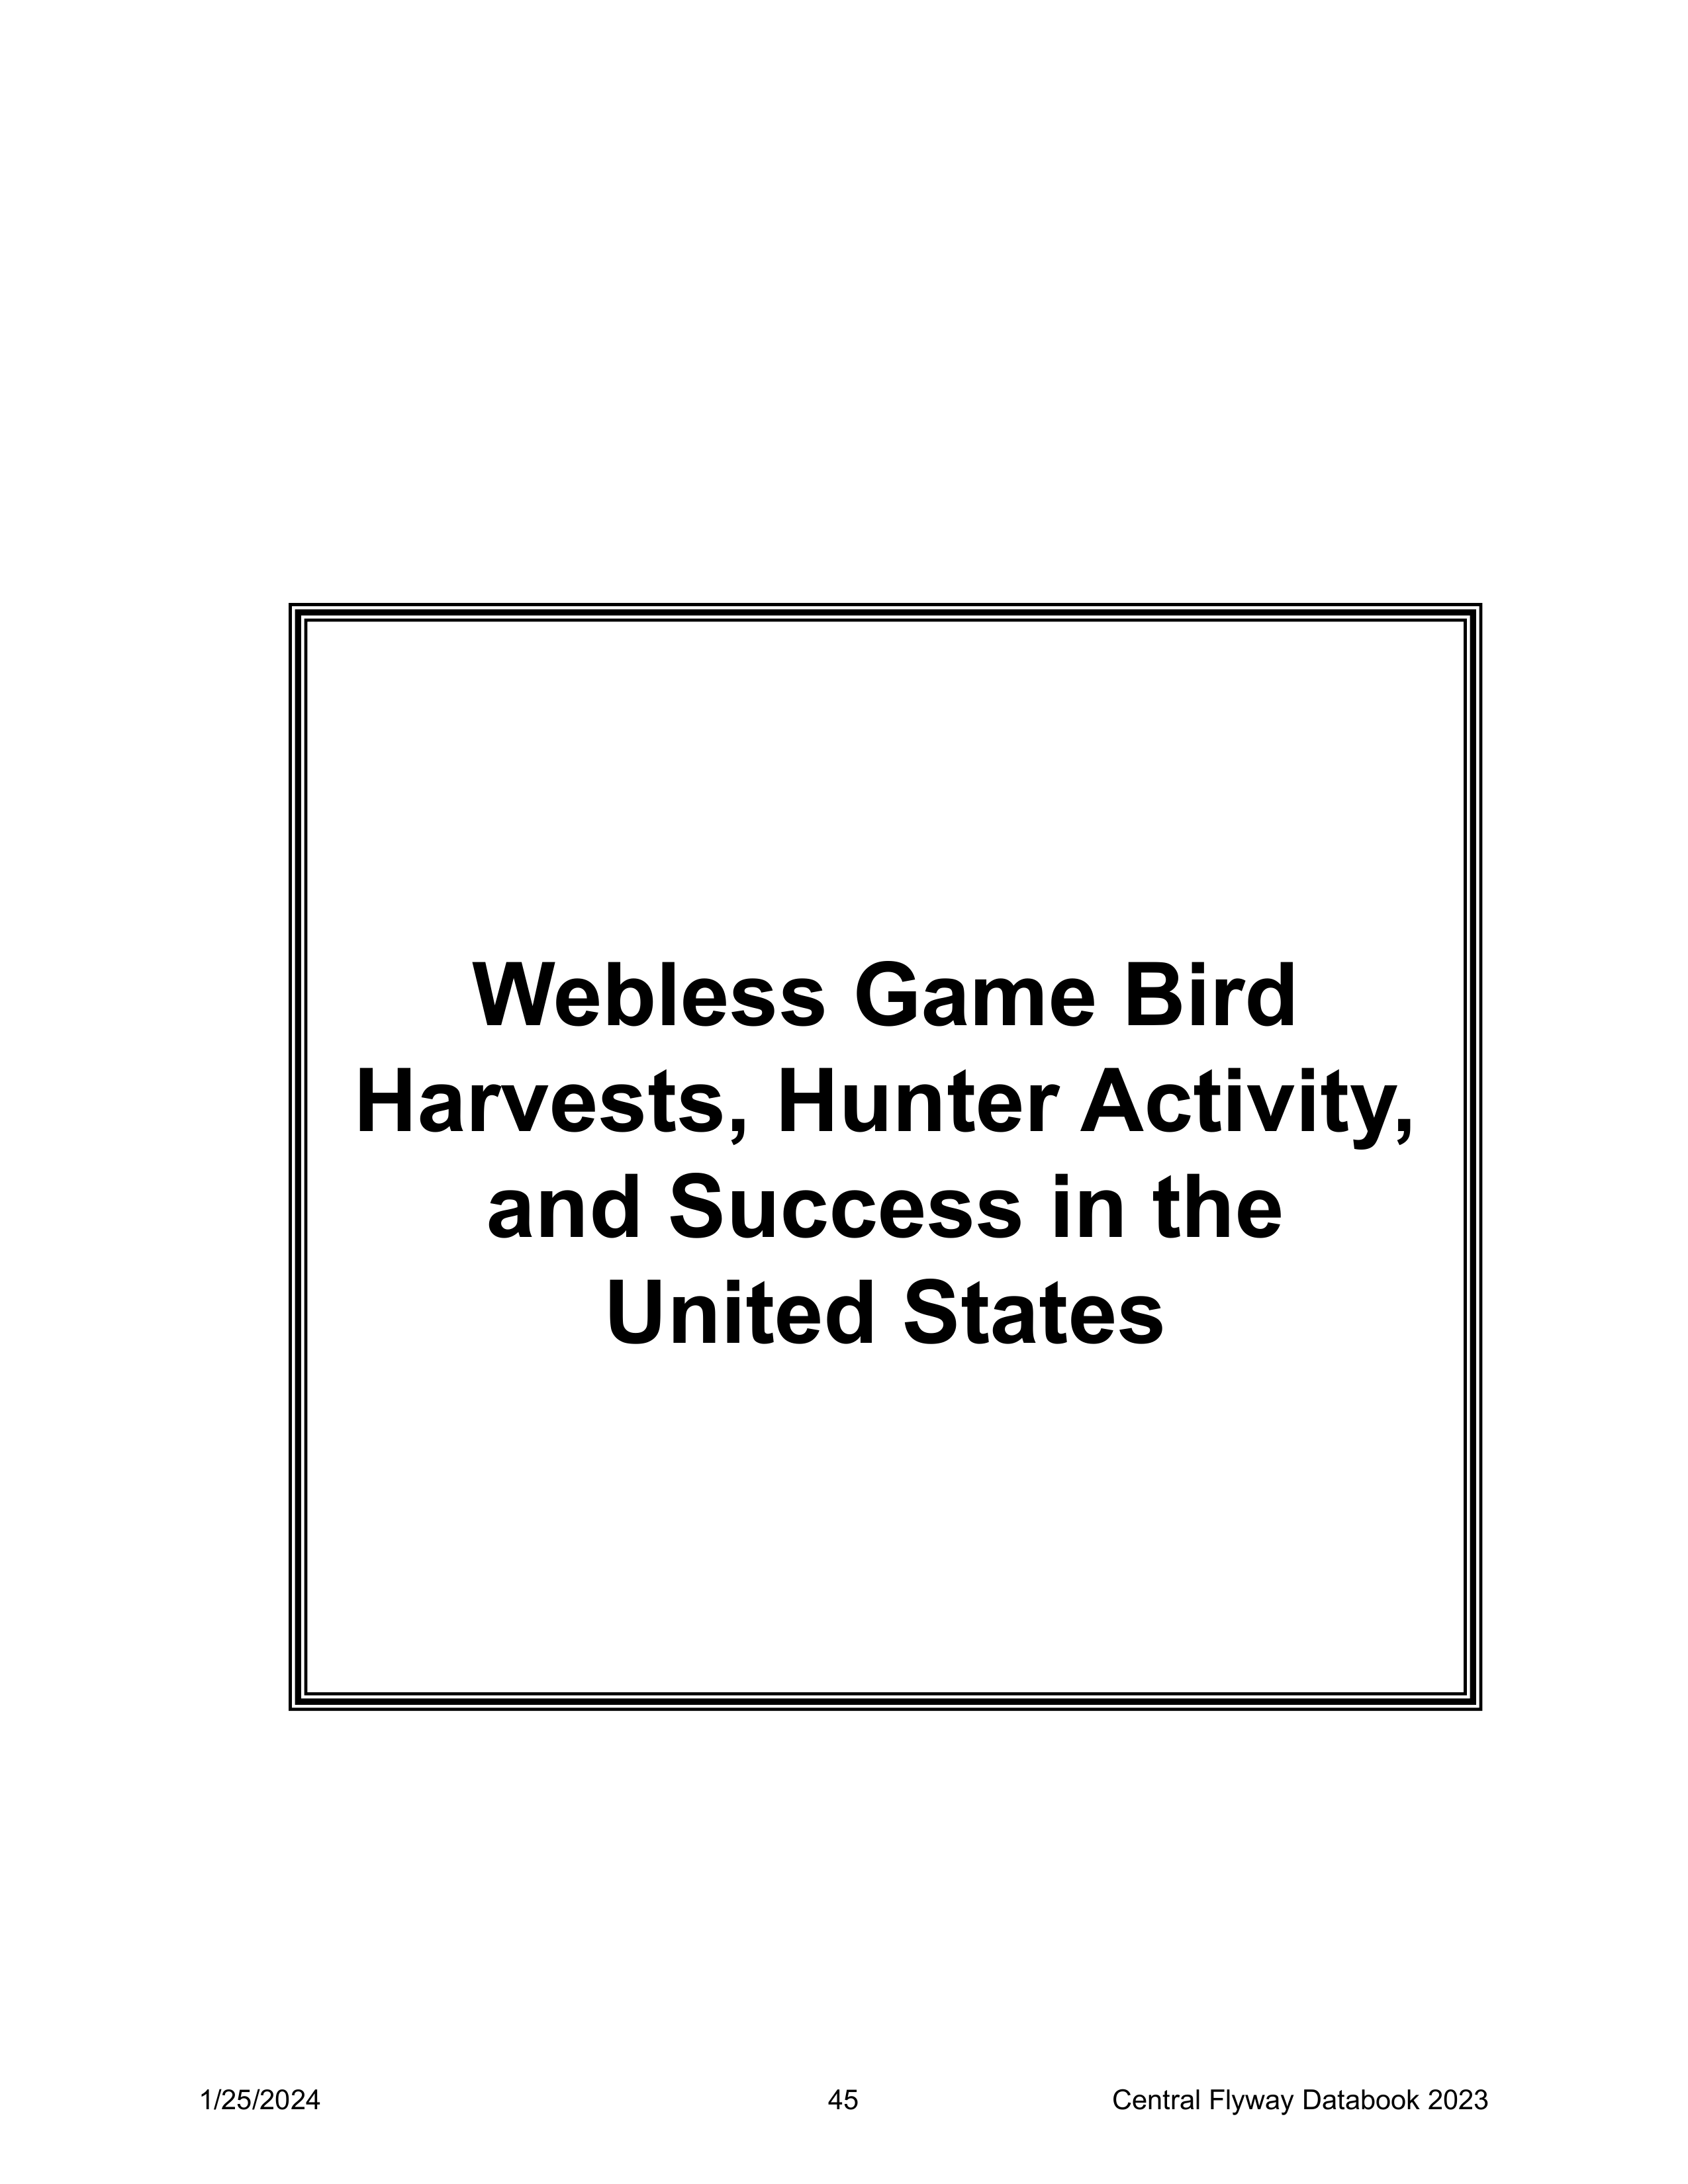 Webless Game Bird
Harvests, Hunter Activity,
and Success in the
United States
1/25/2024 45 Central Flyway Databook 2023